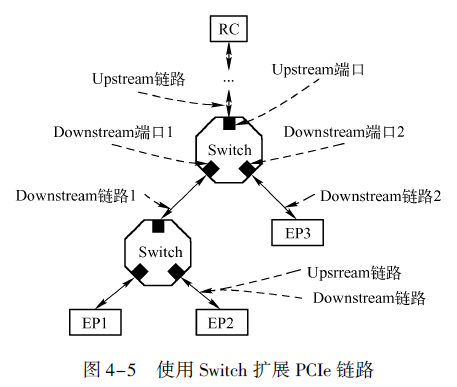 RC
...
Upstream链路
Upstream端口
Downstream端口1
Downstream端口2
Switch
Downstream链路1
Downstream链路2
Switch
EP3
Upsrream链路
Downstream链路
EP1
EP2
图 4-5 使用 Switch 扩展 PCIe 链路